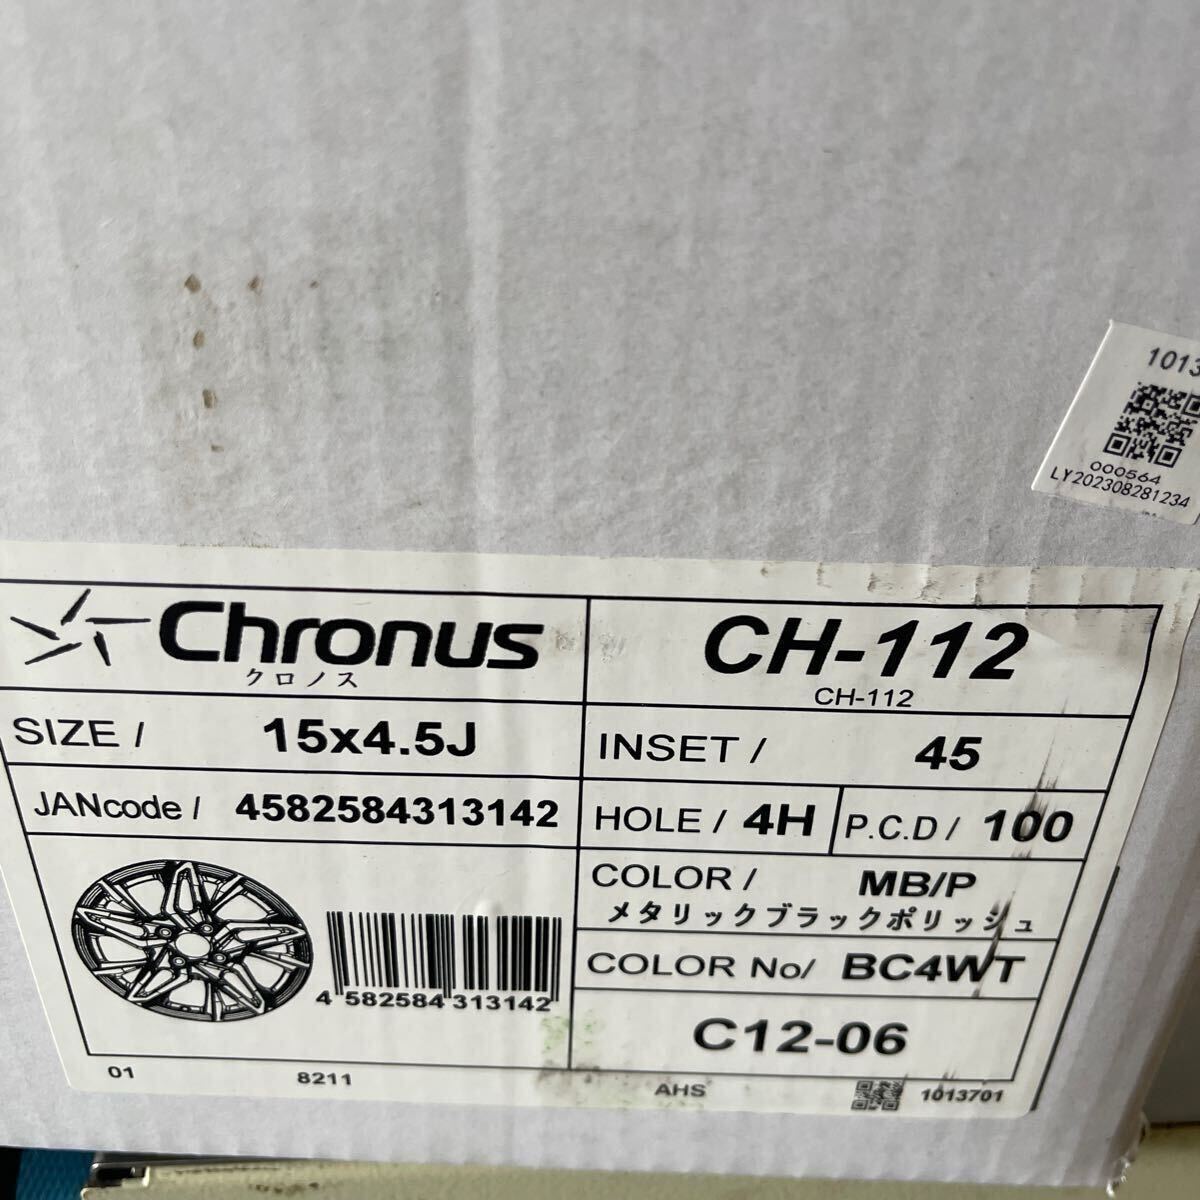 1013
000564
LY202308281234
Chronus
クロノス
CH-112
CH-112
SIZE / 15x4.5J
INSET / 45
JANcode / 4582584313142
HOLE / 4H
P.C.D / 100
COLOR / MB/P
メタリックブラックポリッシュ
COLOR No/ BC4WT
4 582584 313142
C12-06
01 8211 AHS 1013701